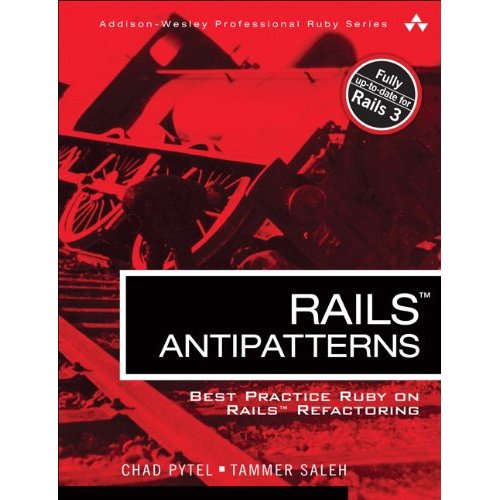 Addison-Wesley Professional Ruby Series
Fully
up-to-date for
Rails 3
RAILS™
ANTIPATTERNS
BEST PRACTICE RUBY ON
RAILS™ REFACTORING
CHAD PYTEL ▪ TAMMER SALEH